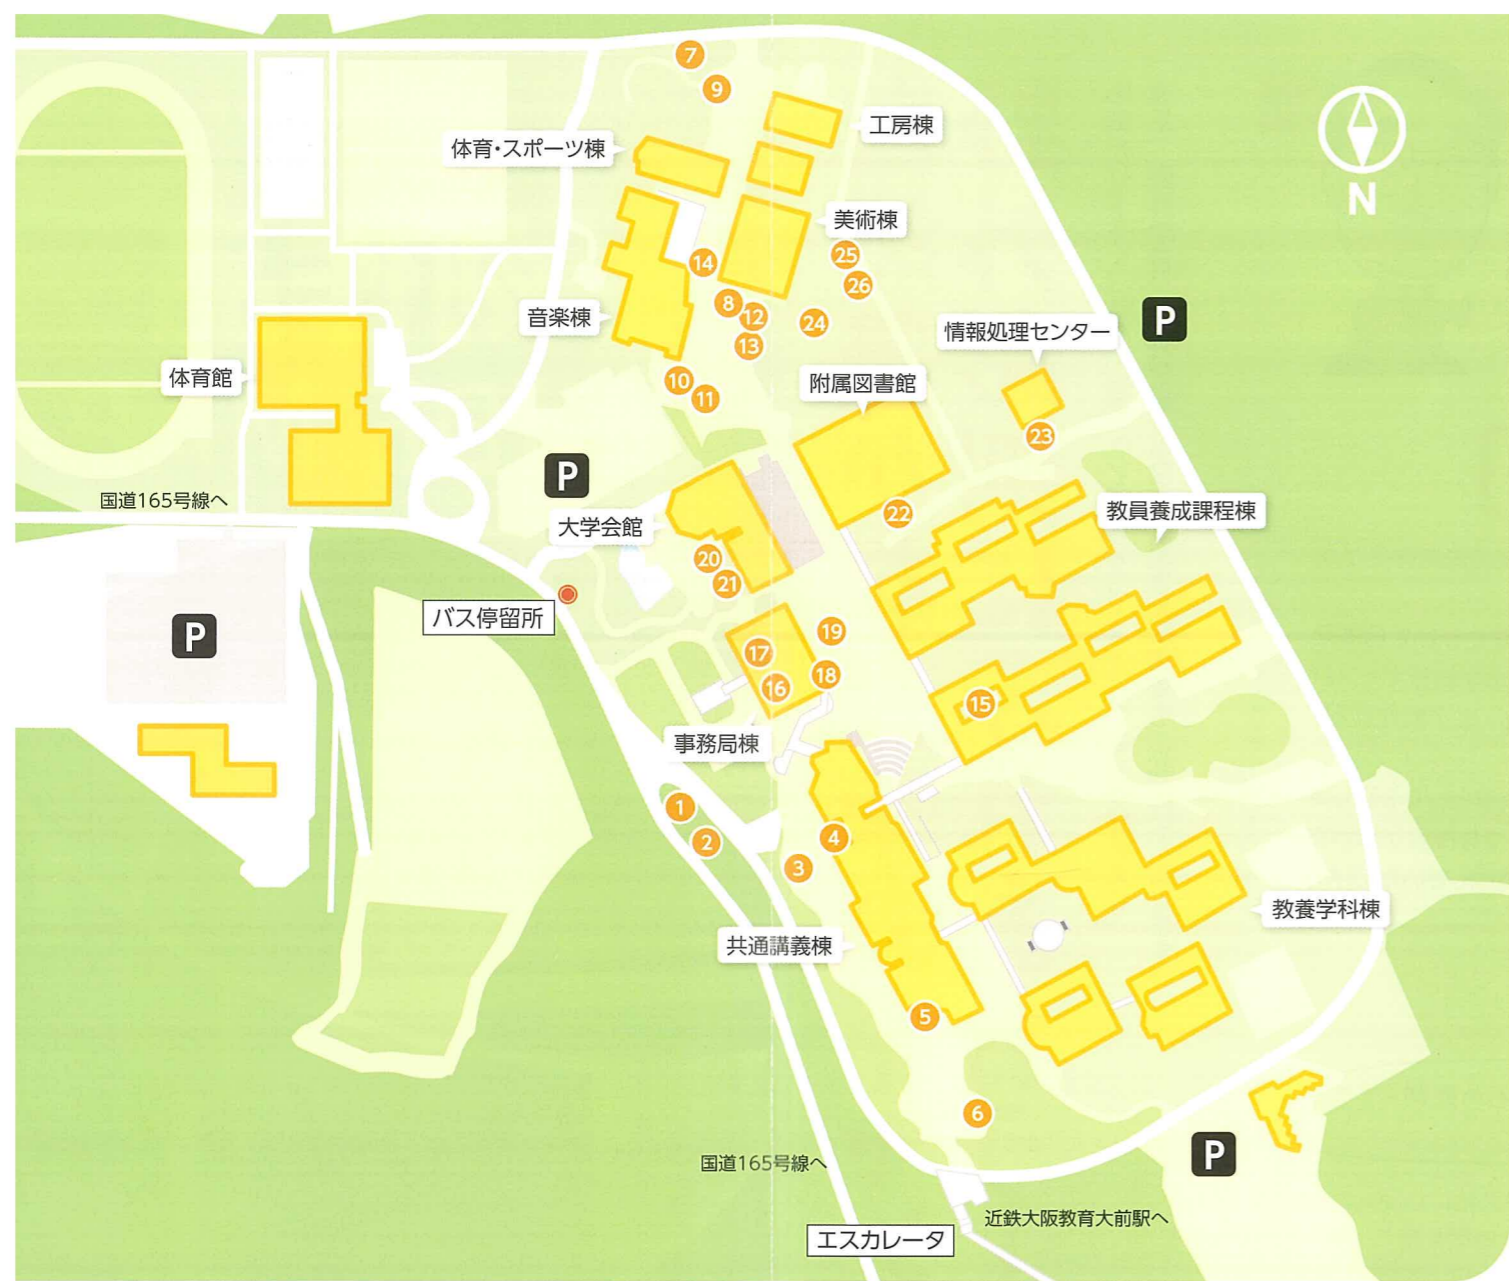 7
9
工房棟
体育・スポーツ棟
N
美術棟
14
25
26
8
12
24
13
音楽棟
P
情報処理センター
体育館
10
11
附属図書館
23
P
国道165号線へ
22
教員養成課程棟
大学会館
20
21
バス停留所
P
19
17
18
16
15
事務局棟
1
2
4
3
教養学科棟
共通講義棟
5
6
P
国道165号線へ
近鉄大阪教育大前駅へ
エスカレータ